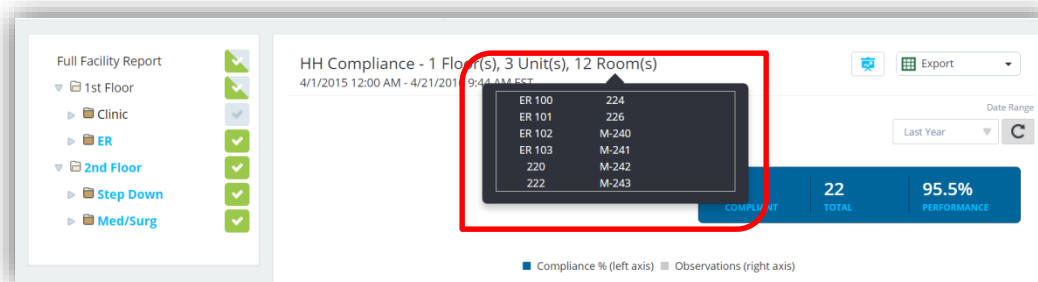 Full Facility Report
1st Floor
Clinic
ER
2nd Floor
Step Down
Med/Surg
HH Compliance - 1 Floor(s), 3 Unit(s), 12 Room(s)
4/1/2015 12:00 AM - 4/21/2016 9:44 AM EST
ER 100 224
ER 101 226
ER 102 M-240
ER 103 M-241
220 M-242
222 M-243
Export
Date Range
Last Year
COMPLIANT
22
TOTAL
95.5%
PERFORMANCE
Compliance % (left axis) Observations (right axis)